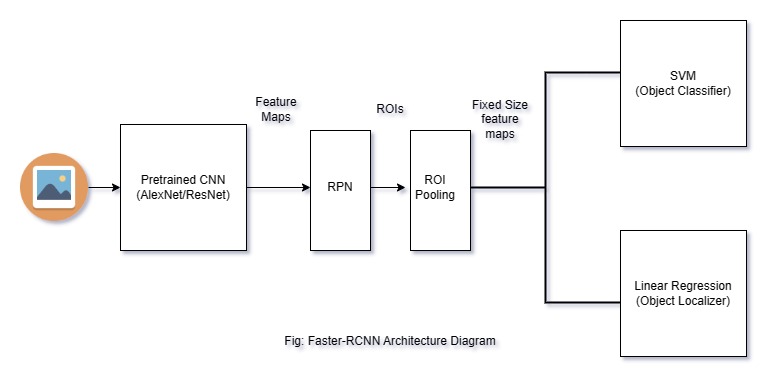 Feature
Maps
ROIs
Fixed Size
feature
maps
SVM
(Object Classifier)
Pretrained CNN
(AlexNet/ResNet)
RPN
ROI
Pooling
Linear Regression
(Object Localizer)
Fig: Faster-RCNN Architecture Diagram